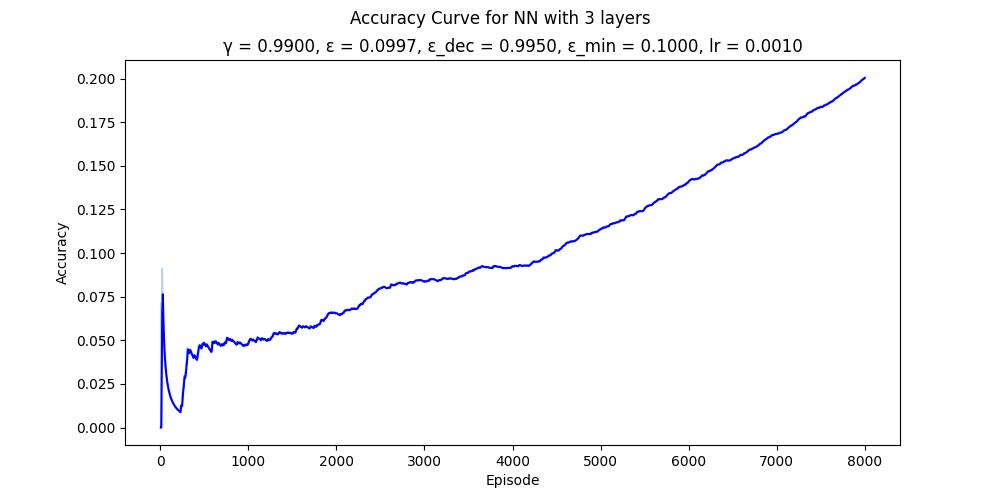 Accuracy Curve for NN with 3 layers
γ = 0.9900, ε = 0.0997, ε_dec = 0.9950, ε_min = 0.1000, lr = 0.0010
0.200
0.175
0.150
0.125
0.100
0.075
0.050
0.025
0.000
Accuracy
0 1000 2000 3000 4000 5000 6000 7000 8000
Episode